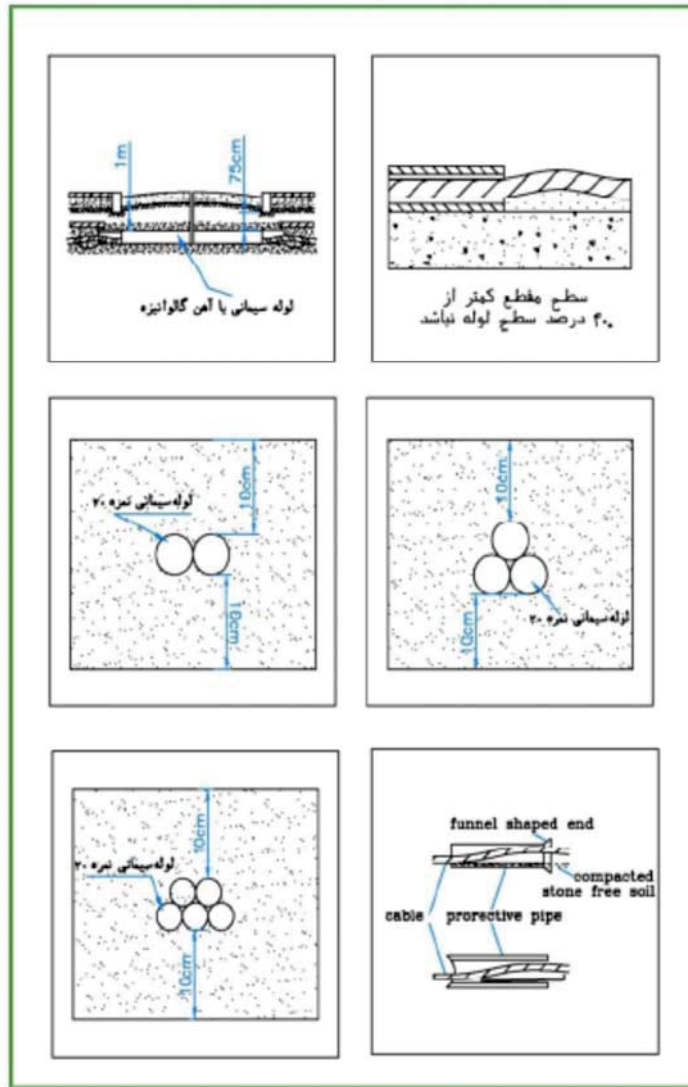 1m
75cm
لوله سیمانی یا آهن گالوانیزه
سطح مقطع کمتر از
۴۰ درصد سطح لوله نباشد
10cm
لوله سیمانی نمره ۲۰
10cm
10cm
لوله سیمانی نمره ۲۰
10cm
10cm
لوله سیمانی نمره ۲۰
10cm
funnel shaped end
compacted
stone free soil
cable prorective pipe